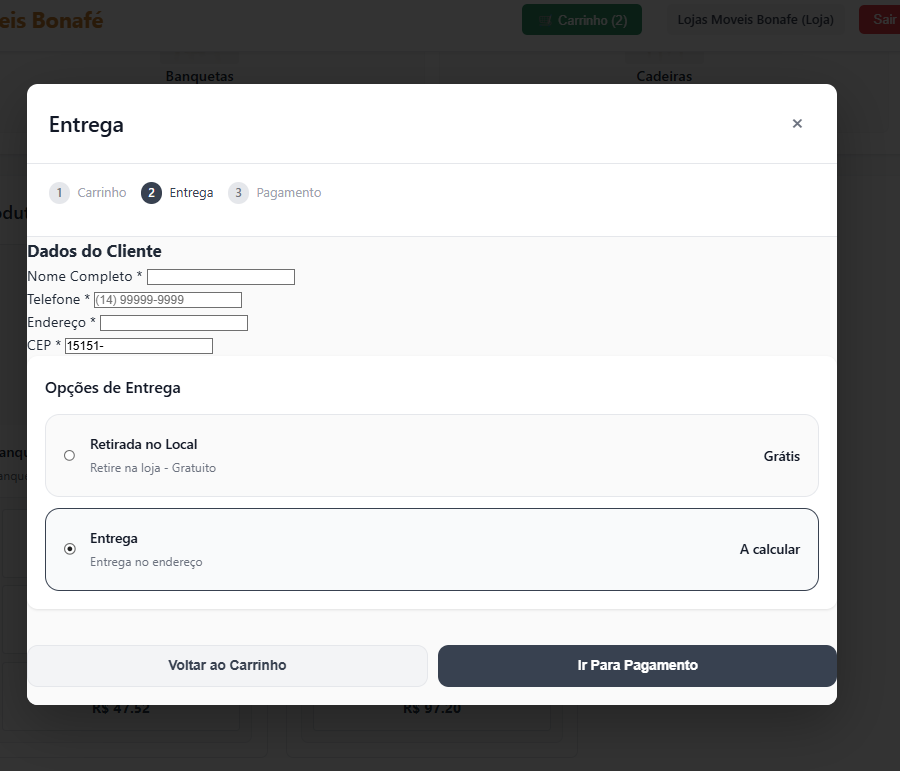 eis Bonafé
Carrinho (2)
Lojas Moveis Bonafe (Loja)
Sair
Banquetas
Cadeiras
Entrega
×
1 Carrinho 2 Entrega 3 Pagamento
Dados do Cliente
Nome Completo *
Telefone * (14) 99999-9999
Endereço *
CEP * 15151-
Opções de Entrega
Retirada no Local
Retire na loja - Gratuito
Grátis
Entrega
Entrega no endereço
A calcular
Voltar ao Carrinho
Ir Para Pagamento
R$ 47.52
R$ 97.20